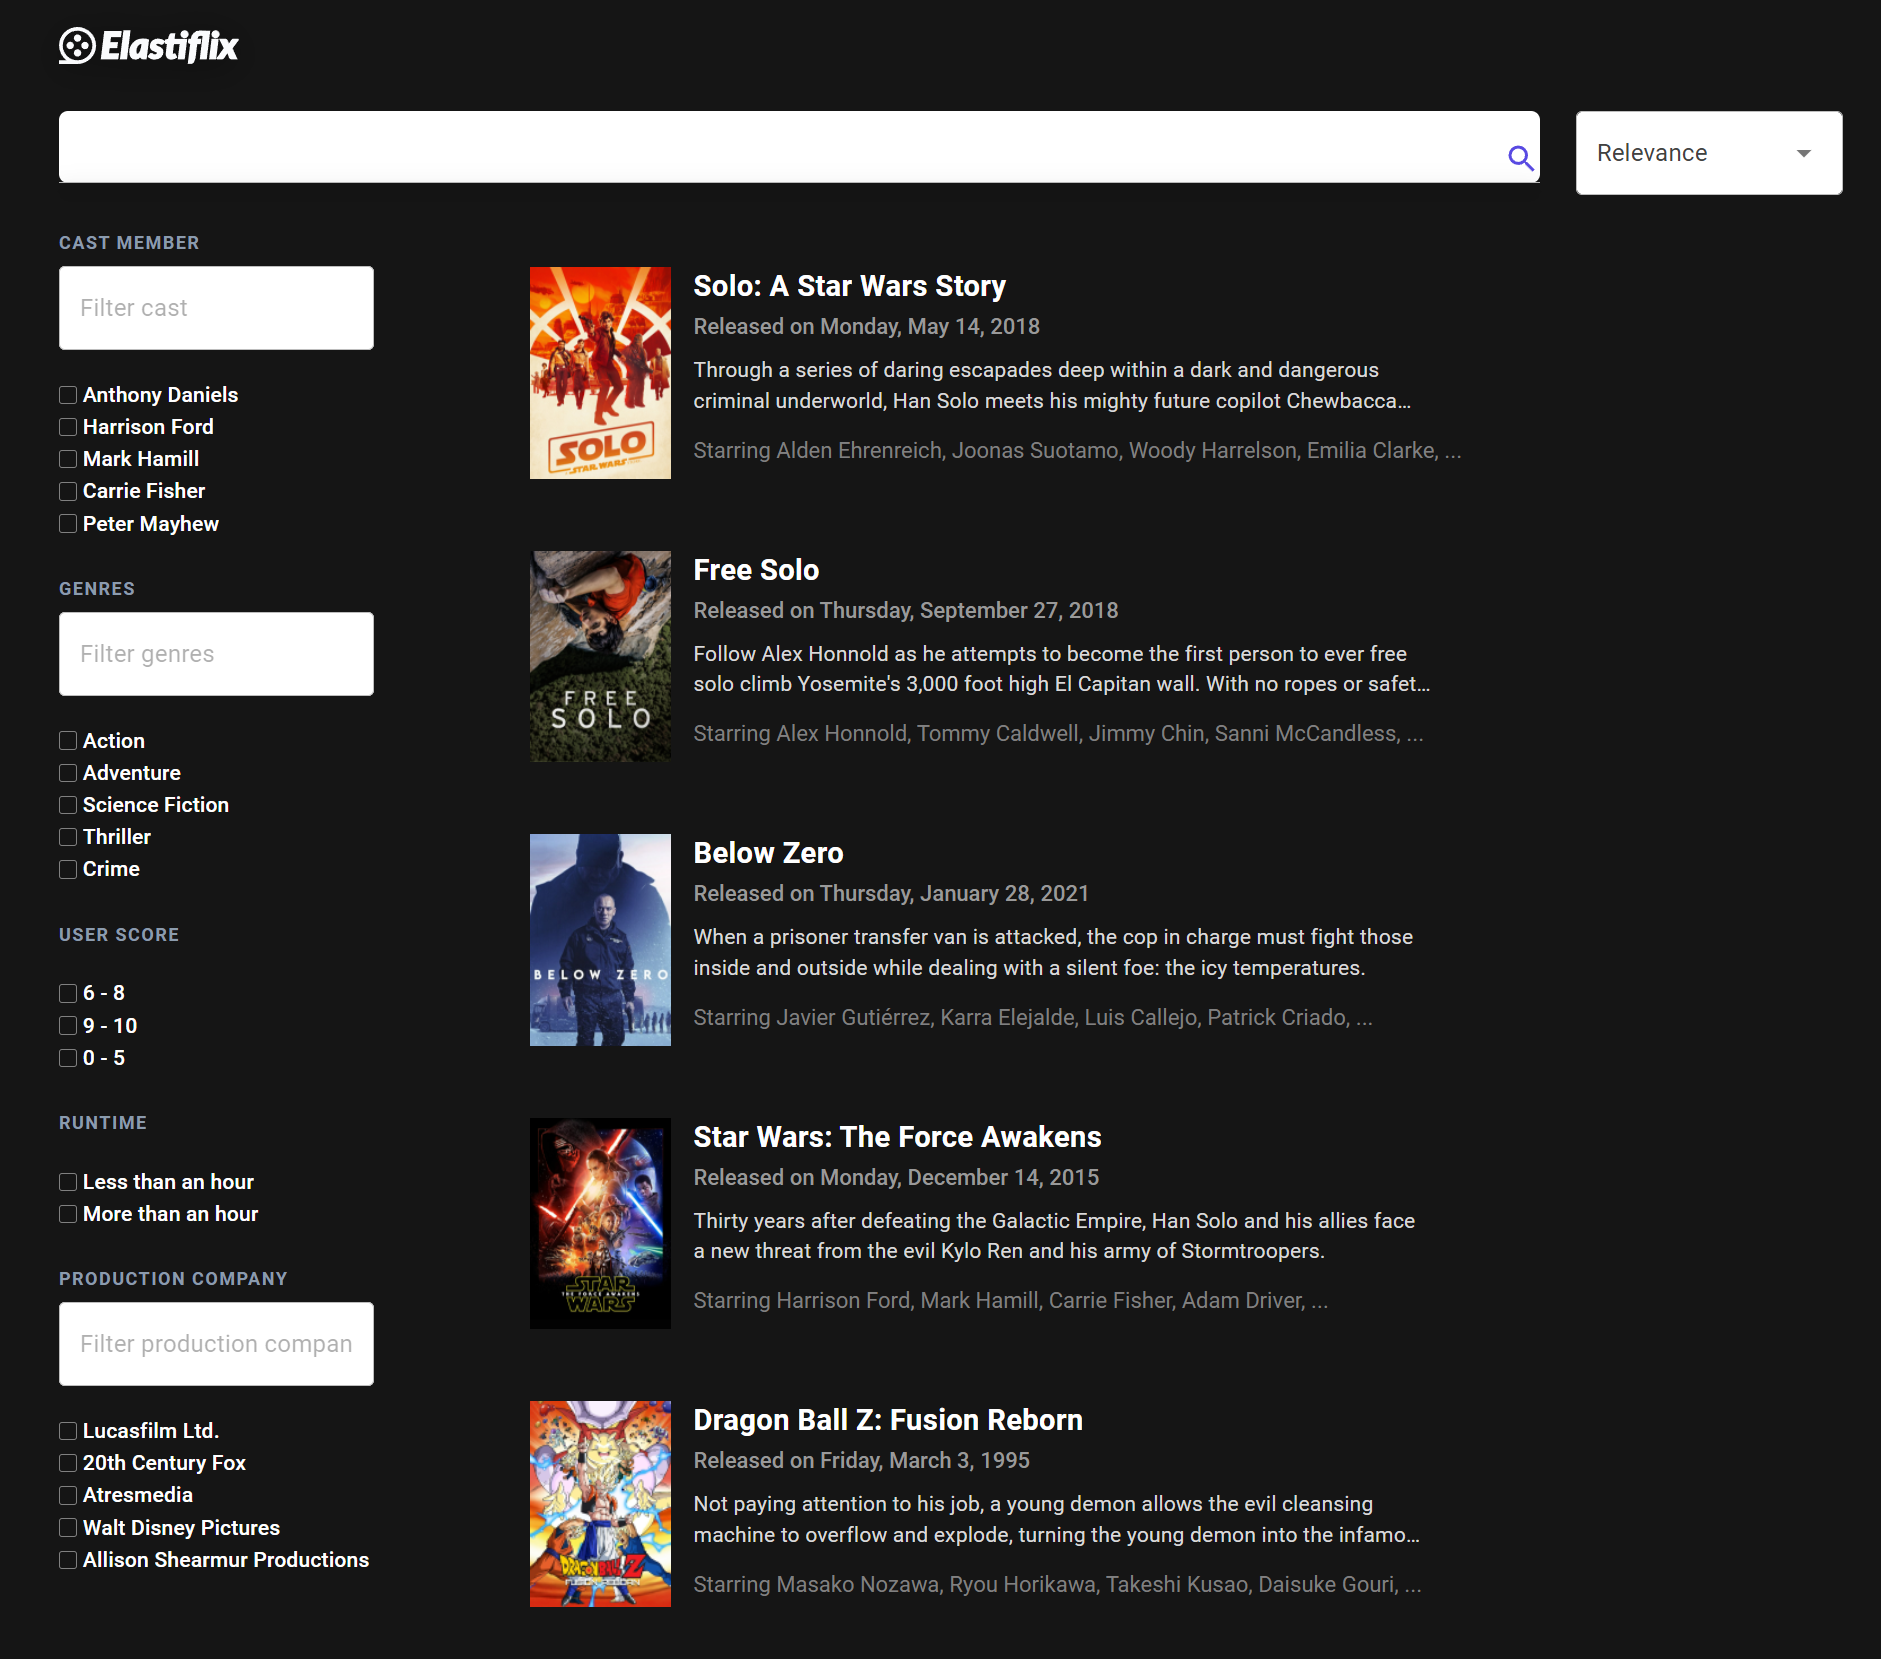 Elastiflix
Relevance
CAST MEMBER
Filter cast
Anthony Daniels
Harrison Ford
Mark Hamill
Carrie Fisher
Peter Mayhew
GENRES
Filter genres
Action
Adventure
Science Fiction
Thriller
Crime
USER SCORE
6 - 8
9 - 10
0 - 5
RUNTIME
Less than an hour
More than an hour
PRODUCTION COMPANY
Filter production compan
Lucasfilm Ltd.
20th Century Fox
Atresmedia
Walt Disney Pictures
Allison Shearmur Productions
SOLO
A STAR WARS
Solo: A Star Wars Story
Released on Monday, May 14, 2018
Through a series of daring escapades deep within a dark and dangerous
criminal underworld, Han Solo meets his mighty future copilot Chewbacca...
Starring Alden Ehrenreich, Joonas Suotamo, Woody Harrelson, Emilia Clarke, ...
FREE
SOLO
Free Solo
Released on Thursday, September 27, 2018
Follow Alex Honnold as he attempts to become the first person to ever free
solo climb Yosemite's 3,000 foot high El Capitan wall. With no ropes or safet...
Starring Alex Honnold, Tommy Caldwell, Jimmy Chin, Sanni McCandless, ...
BELOW ZERO
Below Zero
Released on Thursday, January 28, 2021
When a prisoner transfer van is attacked, the cop in charge must fight those
inside and outside while dealing with a silent foe: the icy temperatures.
Starring Javier Gutiérrez, Karra Elejalde, Luis Callejo, Patrick Criado, ...
STAR
THE FORCE AWAKENS
WARS
Star Wars: The Force Awakens
Released on Monday, December 14, 2015
Thirty years after defeating the Galactic Empire, Han Solo and his allies face
a new threat from the evil Kylo Ren and his army of Stormtroopers.
Starring Harrison Ford, Mark Hamill, Carrie Fisher, Adam Driver, ...
DRAGON BALL Z
FUSION REBORN
Dragon Ball Z: Fusion Reborn
Released on Friday, March 3, 1995
Not paying attention to his job, a young demon allows the evil cleansing
machine to overflow and explode, turning the young demon into the infamo...
Starring Masako Nozawa, Ryou Horikawa, Takeshi Kusao, Daisuke Gouri, ...